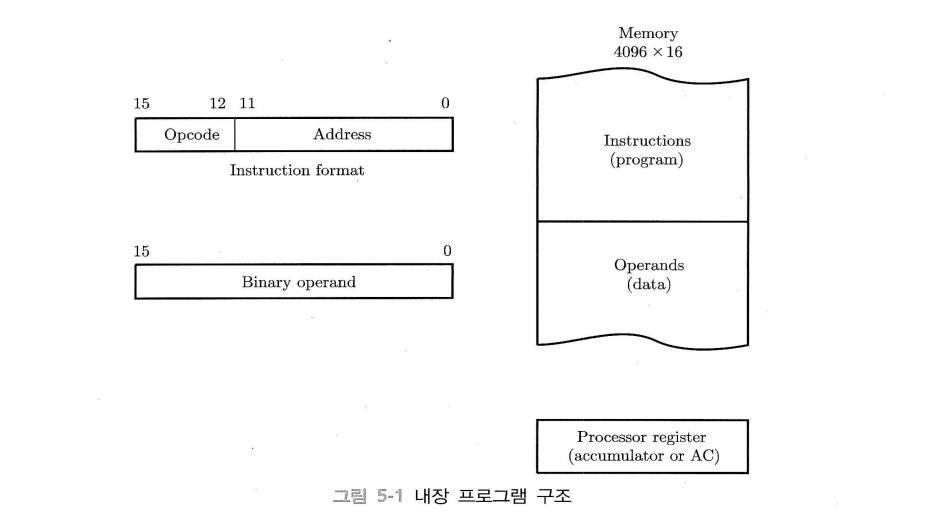 15 12 11 0
Opcode Address
Instruction format
15 0
Binary operand
Memory
4096 × 16
Instructions
(program)
Operands
(data)
Processor register
(accumulator or AC)
그림 5-1 내장 프로그램 구조